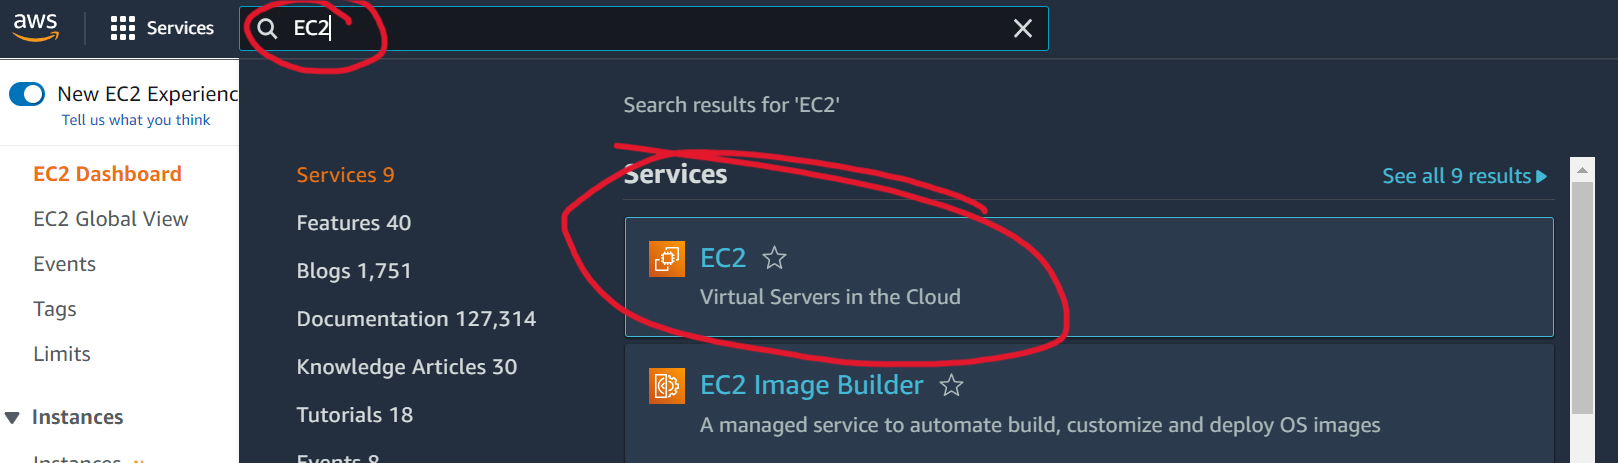 aws
Services
EC2
New EC2 Experienc
Tell us what you think
EC2 Dashboard
EC2 Global View
Events
Tags
Limits
Instances
Instances
Search results for 'EC2'
Services 9
Features 40
Blogs 1,751
Documentation 127,314
Knowledge Articles 30
Tutorials 18
Events 8
Services
See all 9 results
EC2
Virtual Servers in the Cloud
EC2 Image Builder
A managed service to automate build, customize and deploy OS images